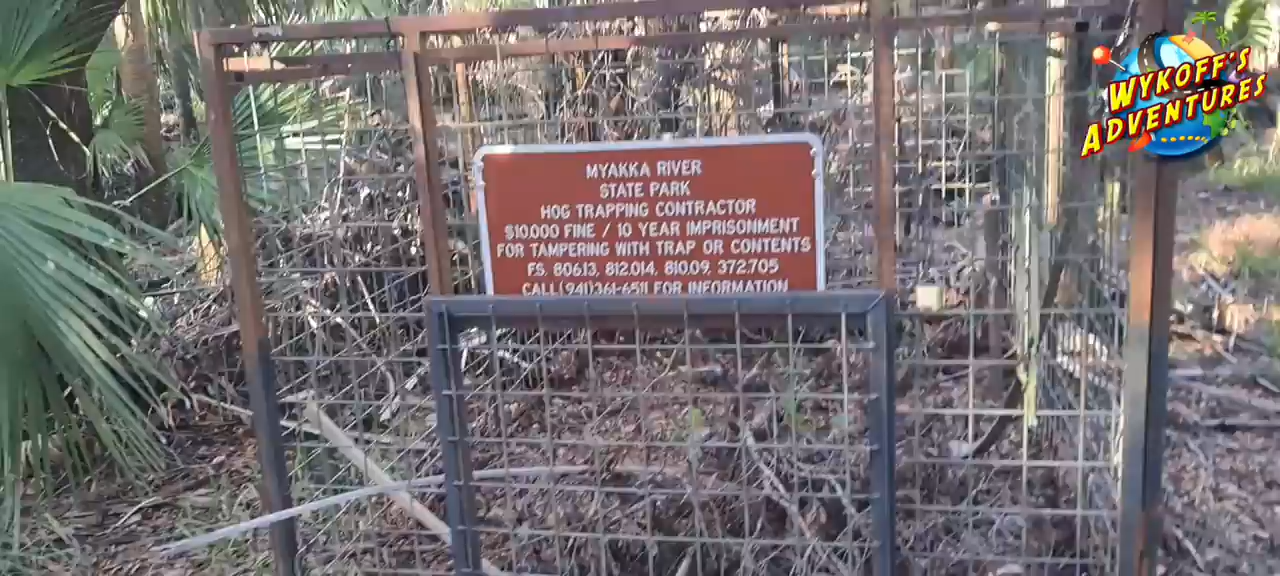 MYAKKA RIVER
STATE PARK
HOG TRAPPING CONTRACTOR
$10,000 FINE / 10 YEAR IMPRISONMENT
FOR TAMPERING WITH TRAP OR CONTENTS
FS. 806.13, 812.014, 810.09, 372.705
CALL (941)361-6511 FOR INFORMATION
WYKOFF'S
ADVENTURES